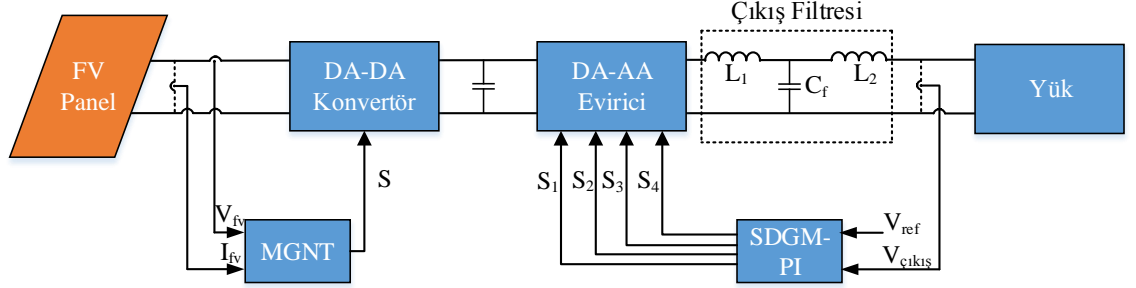 Çıkış Filtresi
FV
Panel
DA-DA
Konvertör
DA-AA
Evirici
L1
Cf
L2
Yük
S
S1
S2
S3
S4
Vfv
Ifv
MGNT
SDGM-
PI
Vref
Vçıkış